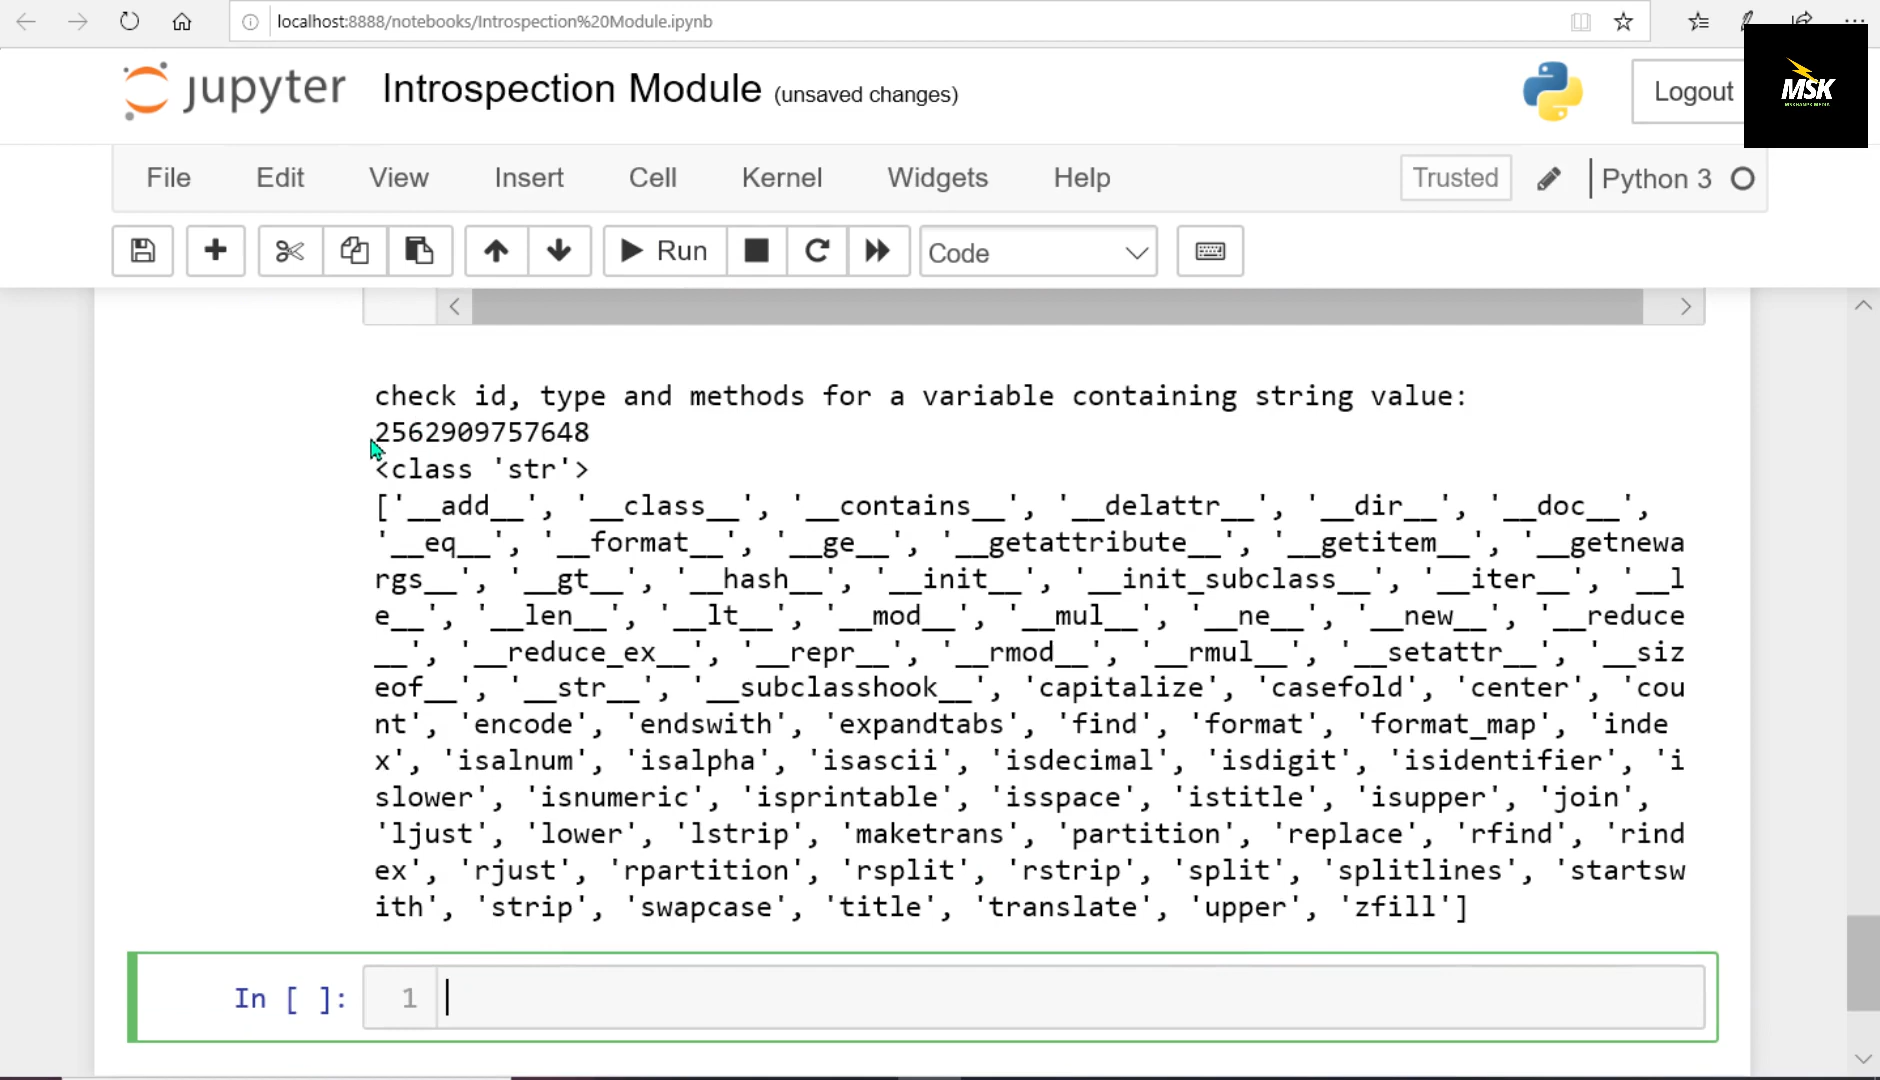 localhost:8888/notebooks/Introspection%20Module.ipynb
jupyter Introspection Module (unsaved changes)
Logout
MSK
File Edit View Insert Cell Kernel Widgets Help
Trusted Python 3
Run Code
check id, type and methods for a variable containing string value:
2562909757648
<class 'str'>
['__add__', '__class__', '__contains__', '__delattr__', '__dir__', '__doc__',
'__eq__', '__format__', '__ge__', '__getattribute__', '__getitem__', '__getnewa
rgs__', '__gt__', '__hash__', '__init__', '__init_subclass__', '__iter__', '__l
e__', '__len__', '__lt__', '__mod__', '__mul__', '__ne__', '__new__', '__reduce
__', '__reduce_ex__', '__repr__', '__rmod__', '__rmul__', '__setattr__', '__siz
eof__', '__str__', '__subclasshook__', 'capitalize', 'casefold', 'center', 'cou
nt', 'encode', 'endswith', 'expandtabs', 'find', 'format', 'format_map', 'inde
x', 'isalnum', 'isalpha', 'isascii', 'isdecimal', 'isdigit', 'isidentifier', 'i
slower', 'isnumeric', 'isprintable', 'isspace', 'istitle', 'isupper', 'join',
'ljust', 'lower', 'lstrip', 'maketrans', 'partition', 'replace', 'rfind', 'rind
ex', 'rjust', 'rpartition', 'rsplit', 'rstrip', 'split', 'splitlines', 'startsw
ith', 'strip', 'swapcase', 'title', 'translate', 'upper', 'zfill']
In [ ]: 1